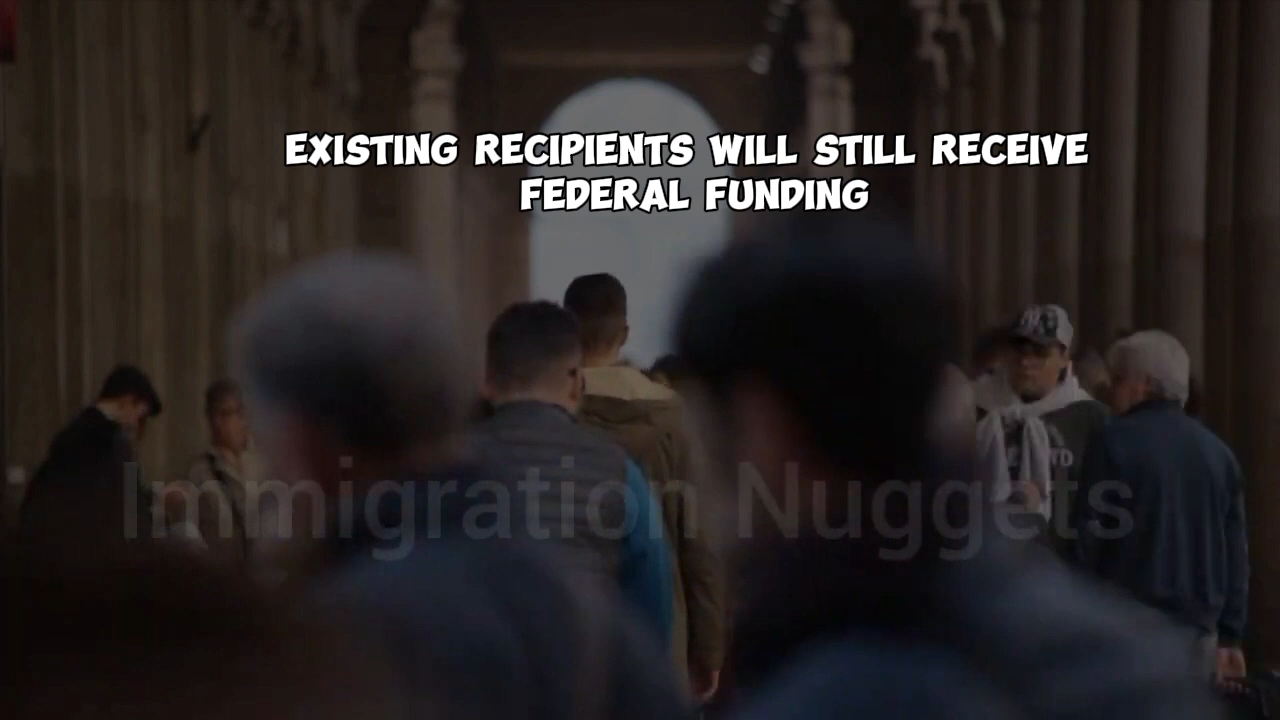 EXISTING RECIPIENTS WILL STILL RECEIVE
FEDERAL FUNDING
Immigration Nuggets